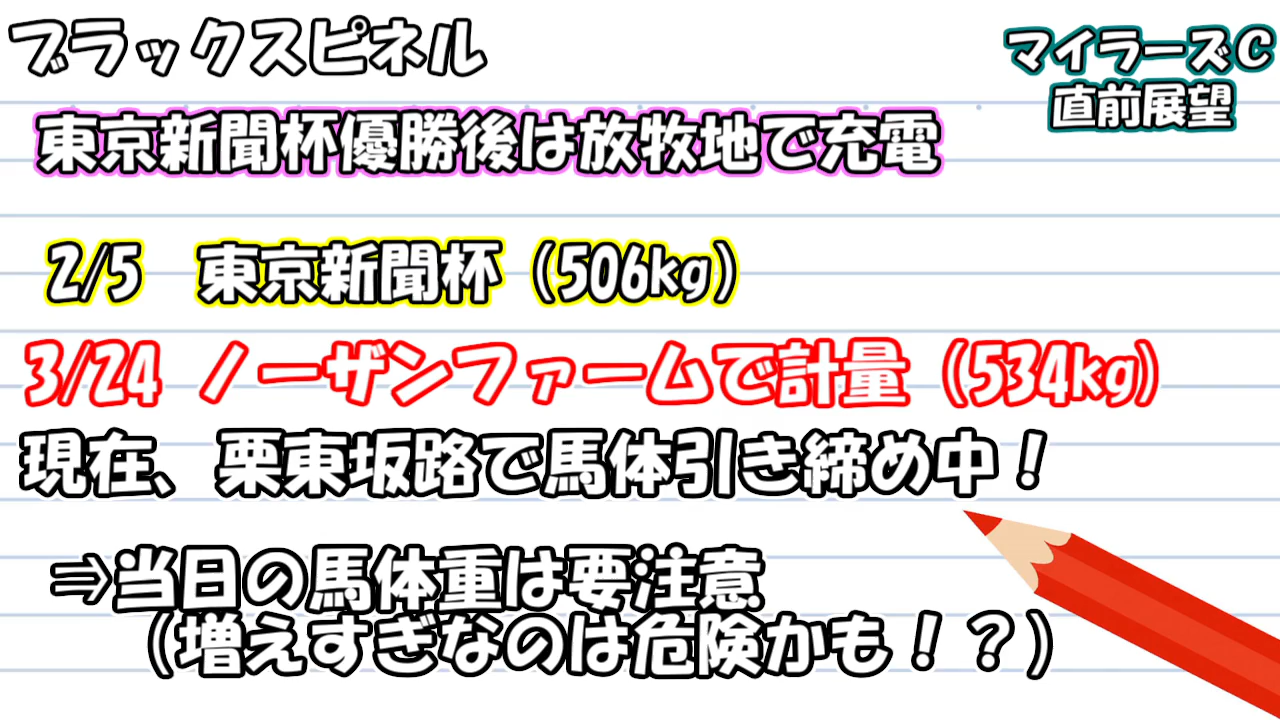 ブラックスピネル
マイラーズC
直前展望
東京新聞杯優勝後は放牧地で充電
2/5 東京新聞杯(506kg)
3/24 ノーザンファームで計量(534kg)
現在、栗東坂路で馬体引き締め中!
⇒当日の馬体重は要注意
(増えすぎなのは危険かも!?)